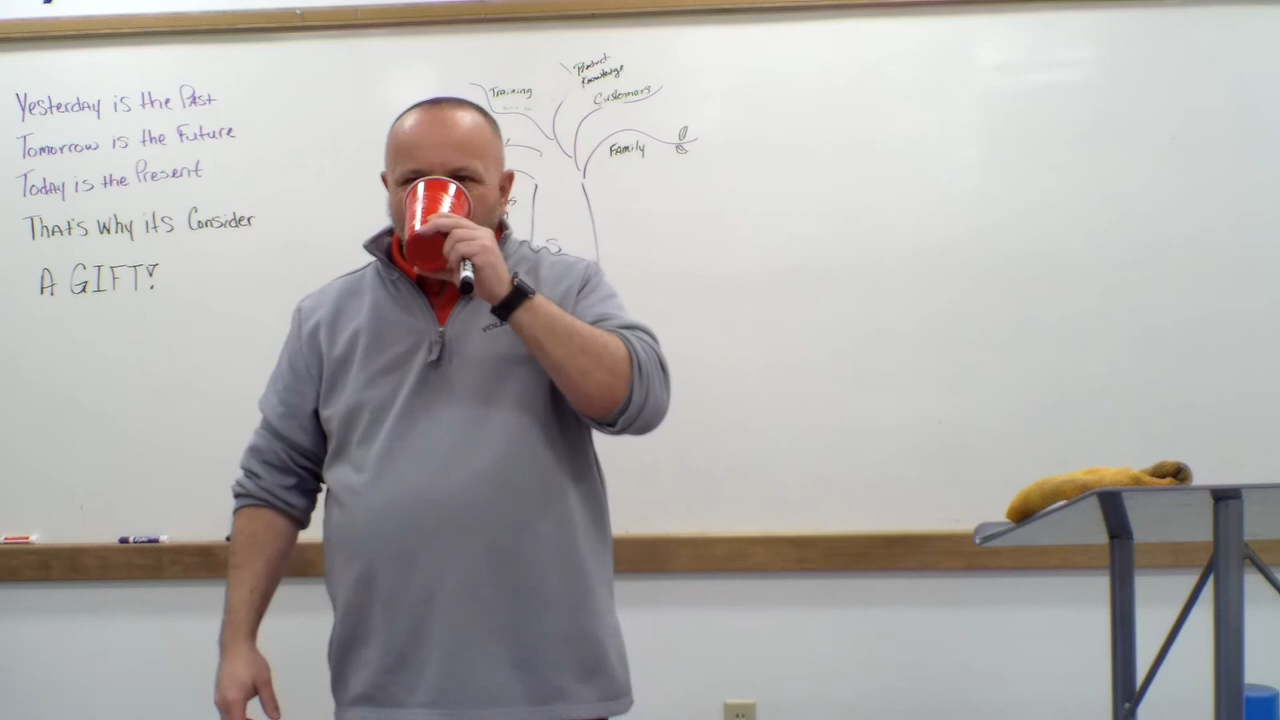 Yesterday is the Past
Tomorrow is the Future
Today is the Present
That's Why its Consider
A GIFT!
Training
Product
Knowledge
Customers
FAMILY